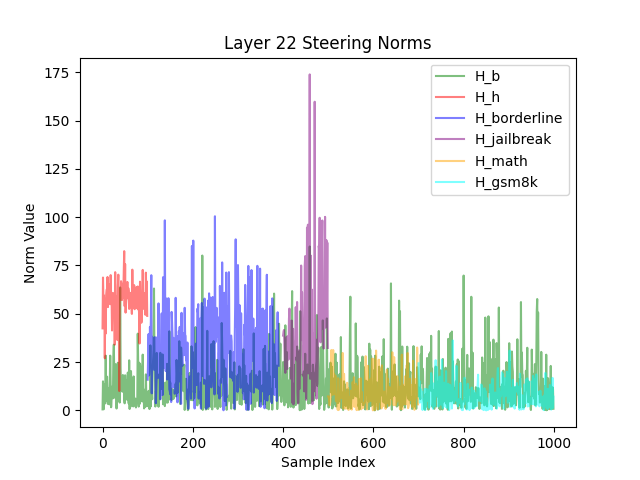 Layer 22 Steering Norms
Norm Value
175
150
125
100
75
50
25
0
H_b
H_h
H_borderline
H_jailbreak
H_math
H_gsm8k
0 200 400 600 800 1000
Sample Index